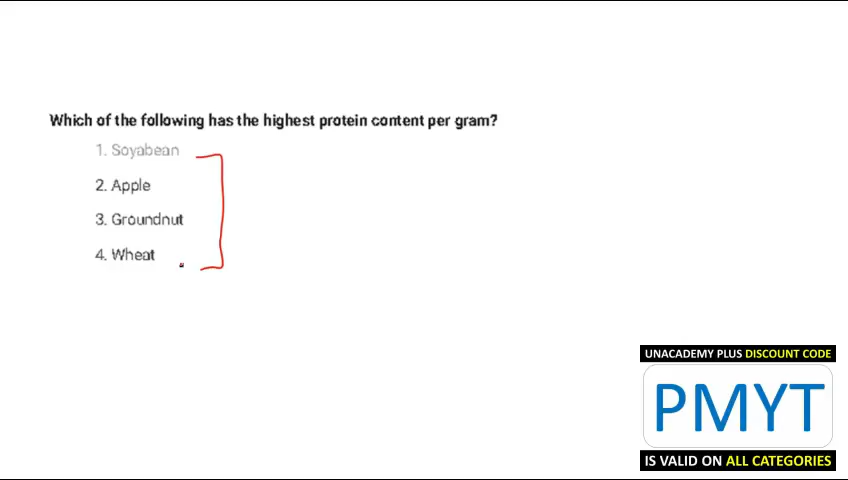 Which of the following has the highest protein content per gram?
1. Soyabean
2. Apple
3. Groundnut
4. Wheat
UNACADEMY PLUS DISCOUNT CODE
PMYT
IS VALID ON ALL CATEGORIES